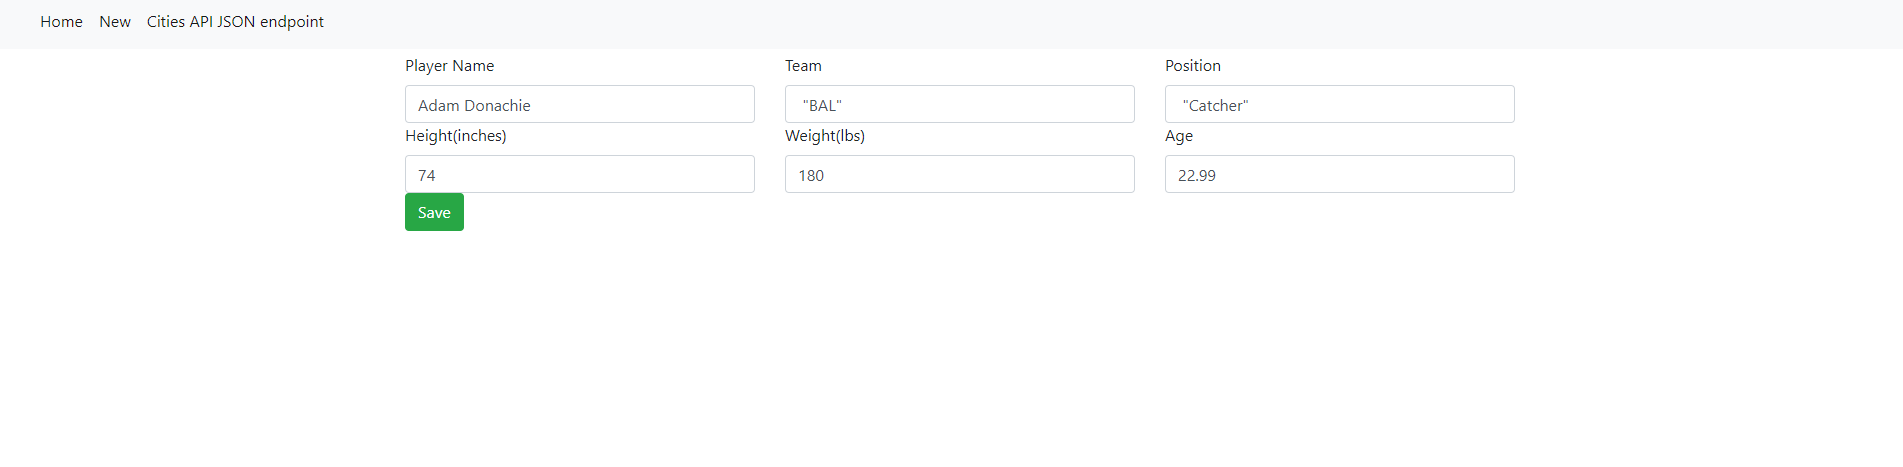 Home New Cities API JSON endpoint
Player Name Team Position
Adam Donachie "BAL" "Catcher"
Height(inches) Weight(lbs) Age
74 180 22.99
Save